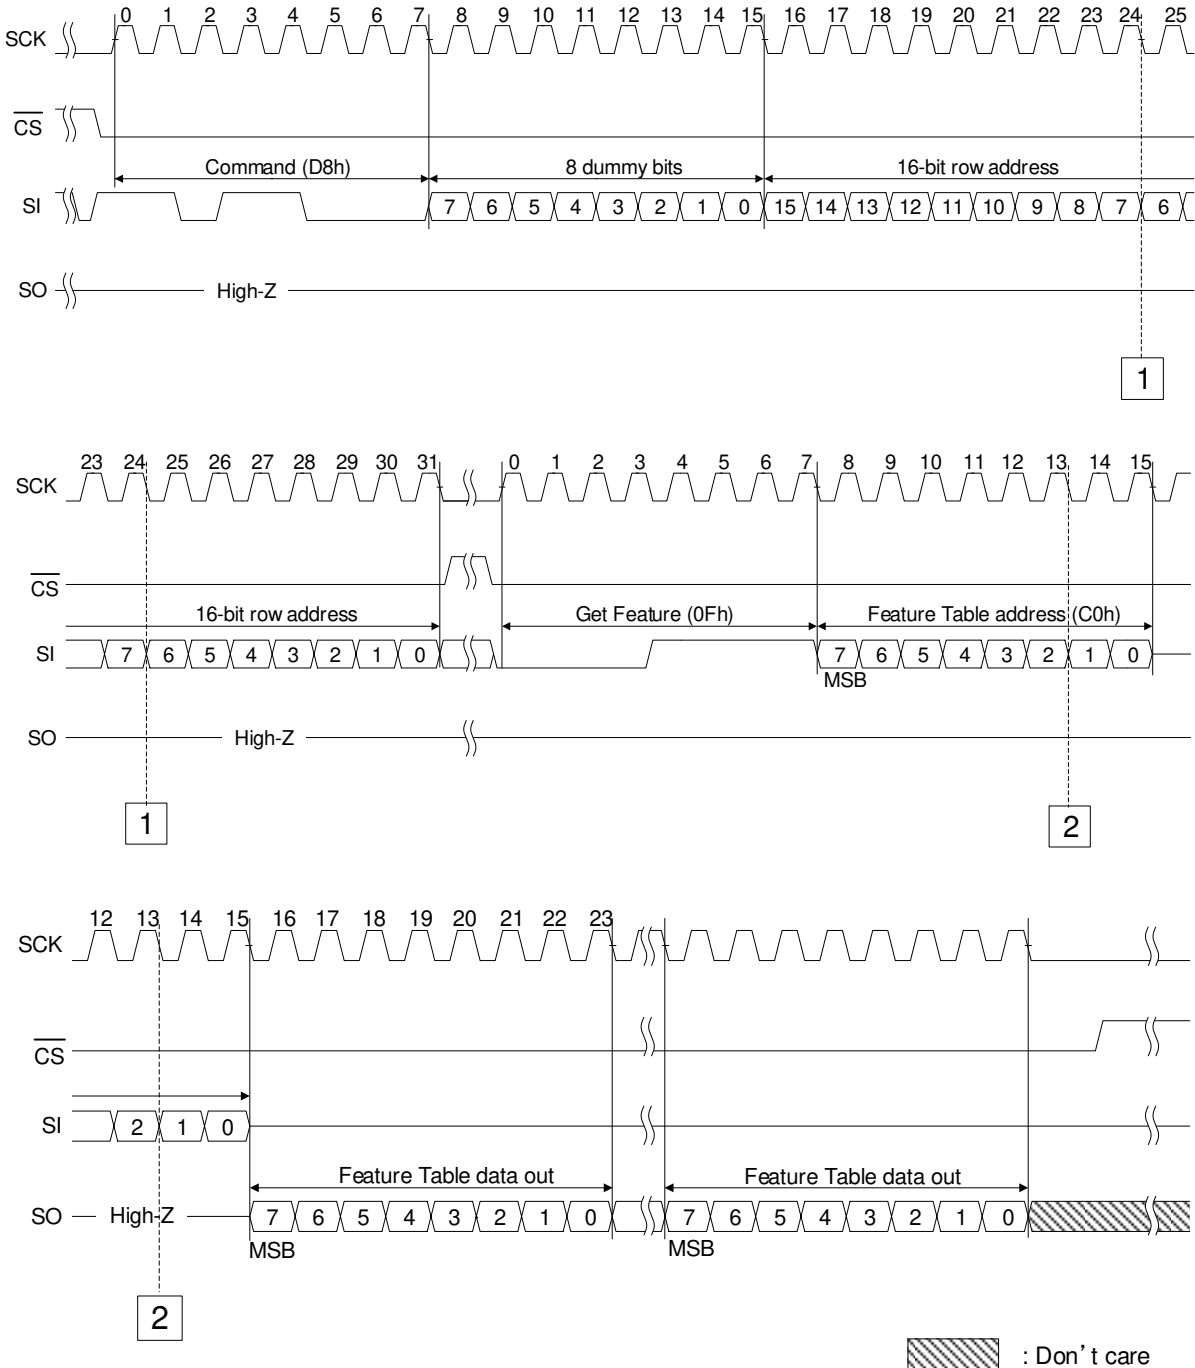 0 1 2 3 4 5 6 7 8 9 10 11 12 13 14 15 16 17 18 19 20 21 22 23 24 25
SCK
CS
Command (D8h) 8 dummy bits 16-bit row address
SI 7 6 5 4 3 2 1 0 15 14 13 12 11 10 9 8 7 6
SO High-Z
1
23 24 25 26 27 28 29 30 31 0 1 2 3 4 5 6 7 8 9 10 11 12 13 14 15
SCK
CS
16-bit row address Get Feature (0Fh) Feature Table address (C0h)
SI 7 6 5 4 3 2 1 0 7 6 5 4 3 2 1 0
MSB
SO High-Z
1 2
12 13 14 15 16 17 18 19 20 21 22 23
SCK
CS
SI 2 1 0
Feature Table data out Feature Table data out
SO High-Z 7 6 5 4 3 2 1 0 7 6 5 4 3 2 1 0
MSB MSB
2
: Don't care